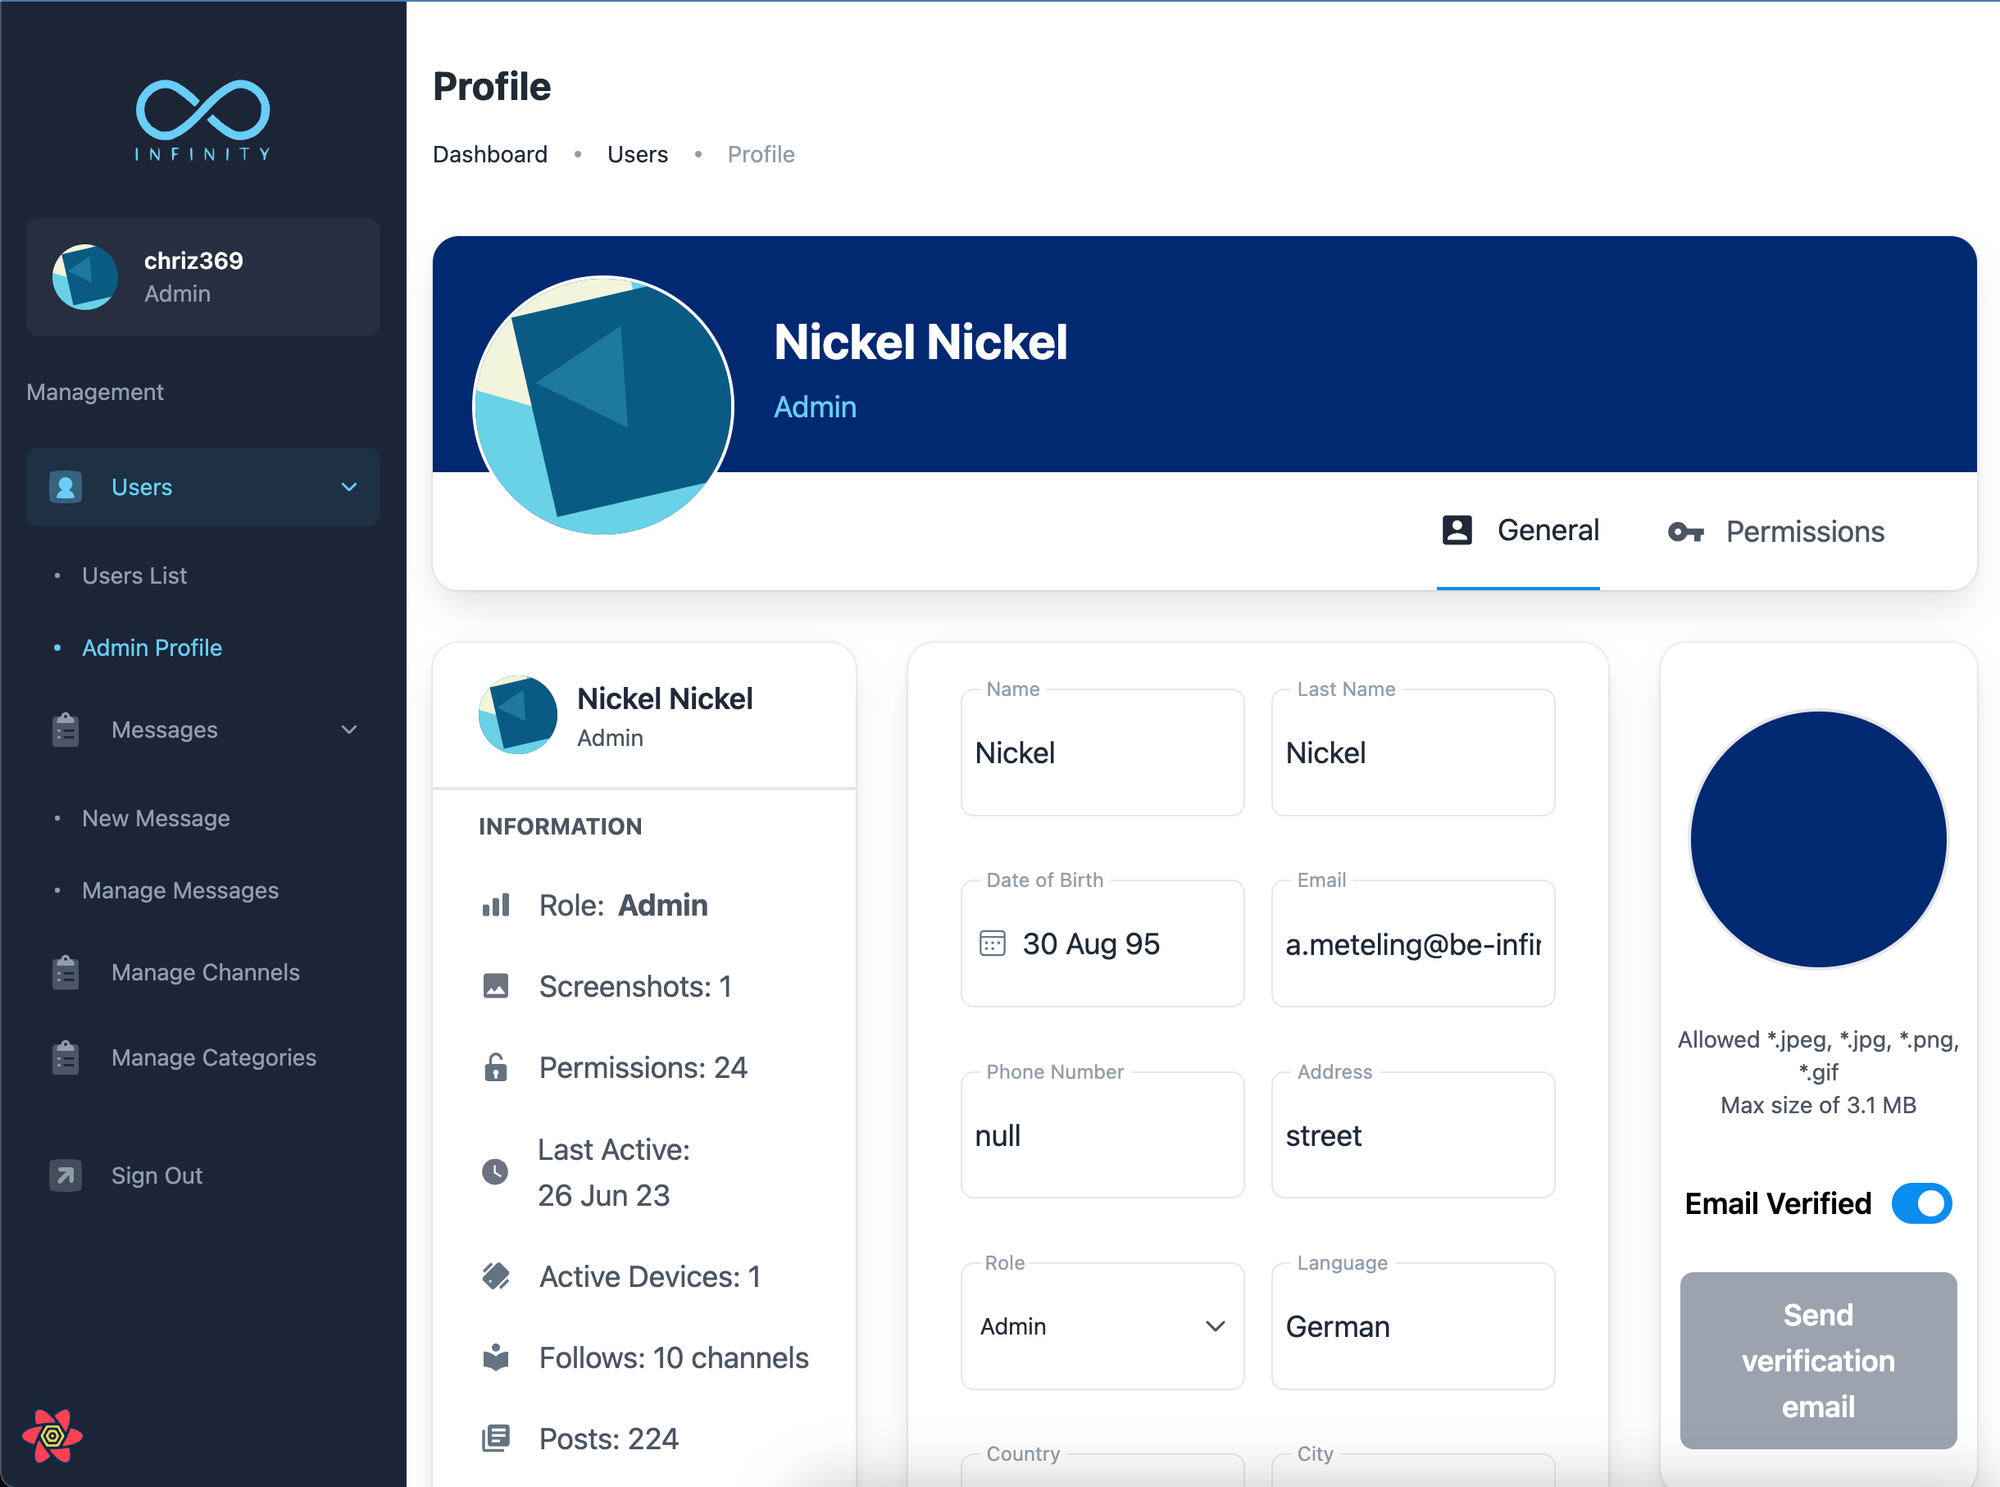 INFINITY
chriz369
Admin
Management
Users
Users List
Admin Profile
Messages
New Message
Manage Messages
Manage Channels
Manage Categories
Sign Out
Profile
Dashboard • Users • Profile
Nickel Nickel
Admin
General
Permissions
Nickel Nickel
Admin
INFORMATION
Role: Admin
Screenshots: 1
Permissions: 24
Last Active:
26 Jun 23
Active Devices: 1
Follows: 10 channels
Posts: 224
Name
Nickel
Last Name
Nickel
Date of Birth
30 Aug 95
Email
a.meteling@be-infin
Phone Number
null
Address
street
Role
Admin
Language
German
Country
City
Allowed *.jpeg, *.jpg, *.png,
*.gif
Max size of 3.1 MB
Email Verified
Send
verification
email